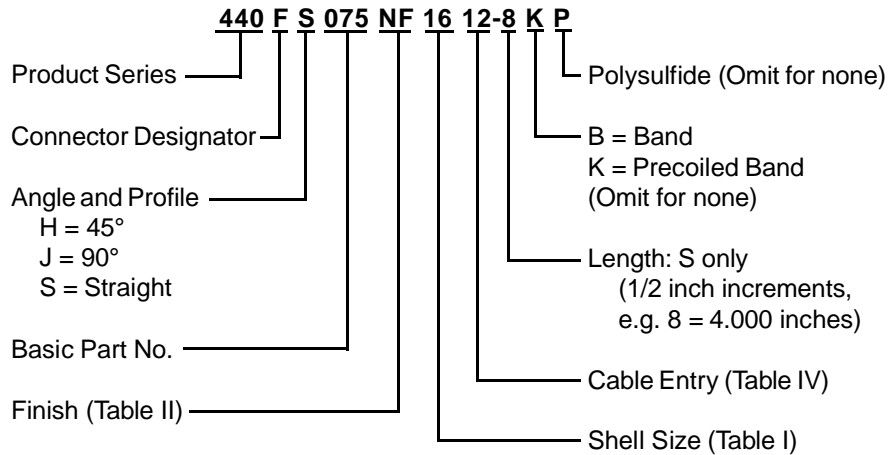 440 F S 075 NF 16 12-8 K P
Product Series
Connector Designator
Angle and Profile
H = 45°
J = 90°
S = Straight
Basic Part No.
Finish (Table II)
Polysulfide (Omit for none)
B = Band
K = Precoiled Band
(Omit for none)
Length: S only
(1/2 inch increments,
e.g. 8 = 4.000 inches)
Cable Entry (Table IV)
Shell Size (Table I)